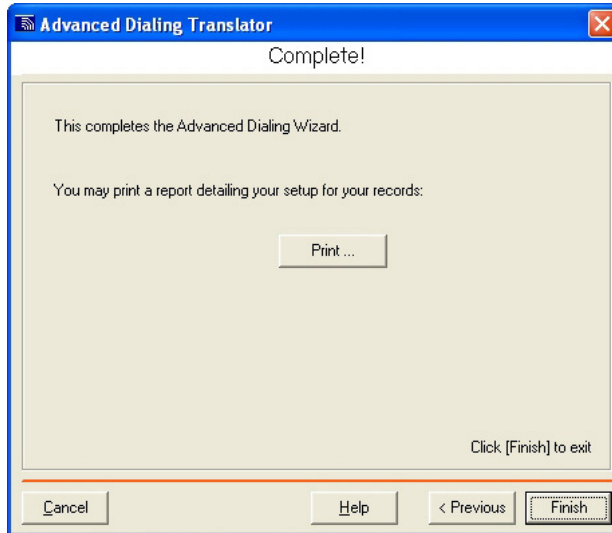 Advanced Dialing Translator
Complete!
This completes the Advanced Dialing Wizard.
You may print a report detailing your setup for your records:
Print ...
Click [Finish] to exit
Cancel Help < Previous Finish